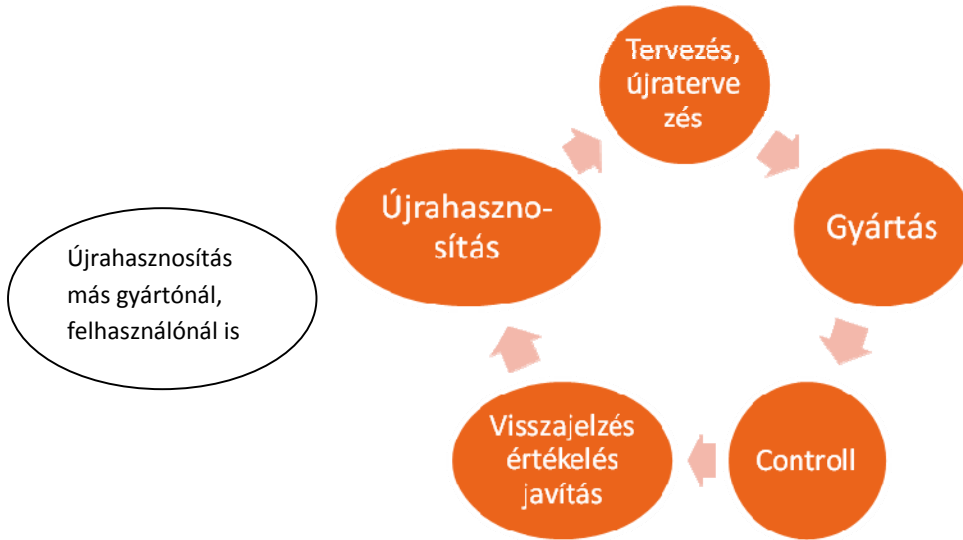 Tervezés,
újraterve
zés
Gyártás
Controll
Visszajelzés
értékelés
javítás
Újrahaszno-
sítás
Újrahasznosítás
más gyártónál,
felhasználónál is